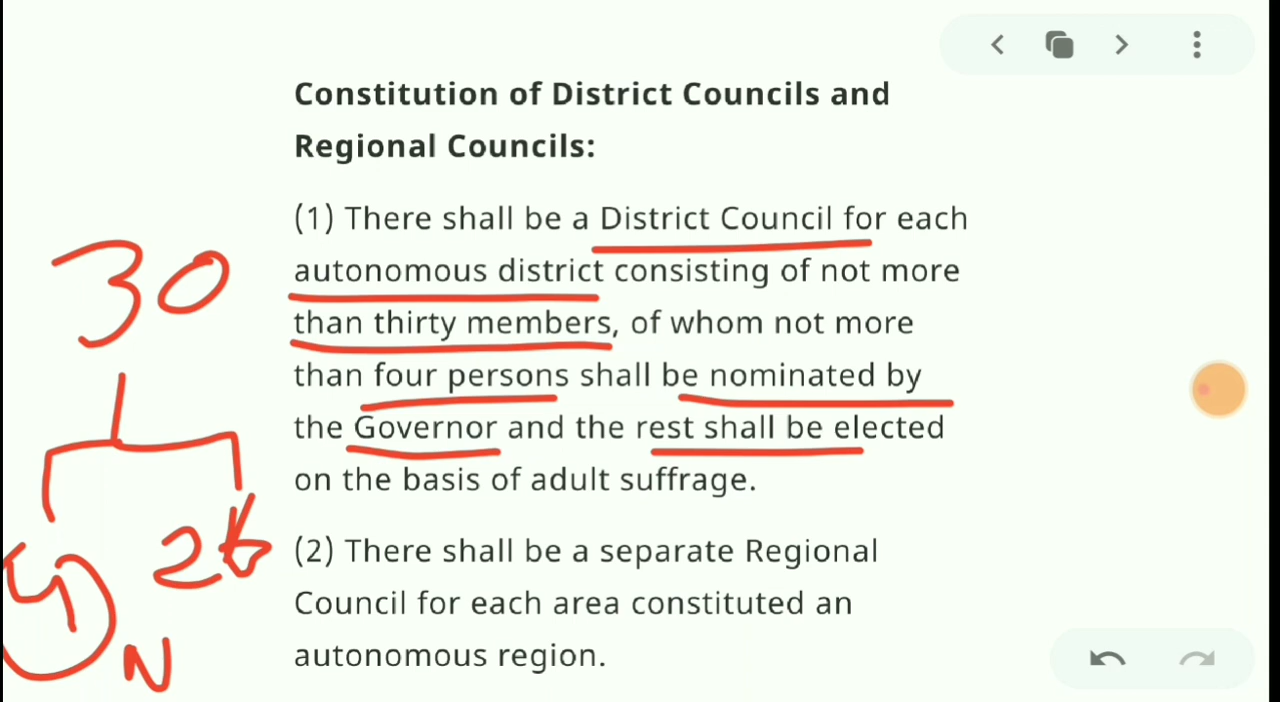 Constitution of District Councils and
Regional Councils:
(1) There shall be a District Council for each
autonomous district consisting of not more
than thirty members, of whom not more
than four persons shall be nominated by
the Governor and the rest shall be elected
on the basis of adult suffrage.
(2) There shall be a separate Regional
Council for each area constituted an
autonomous region.
30
4 26
N